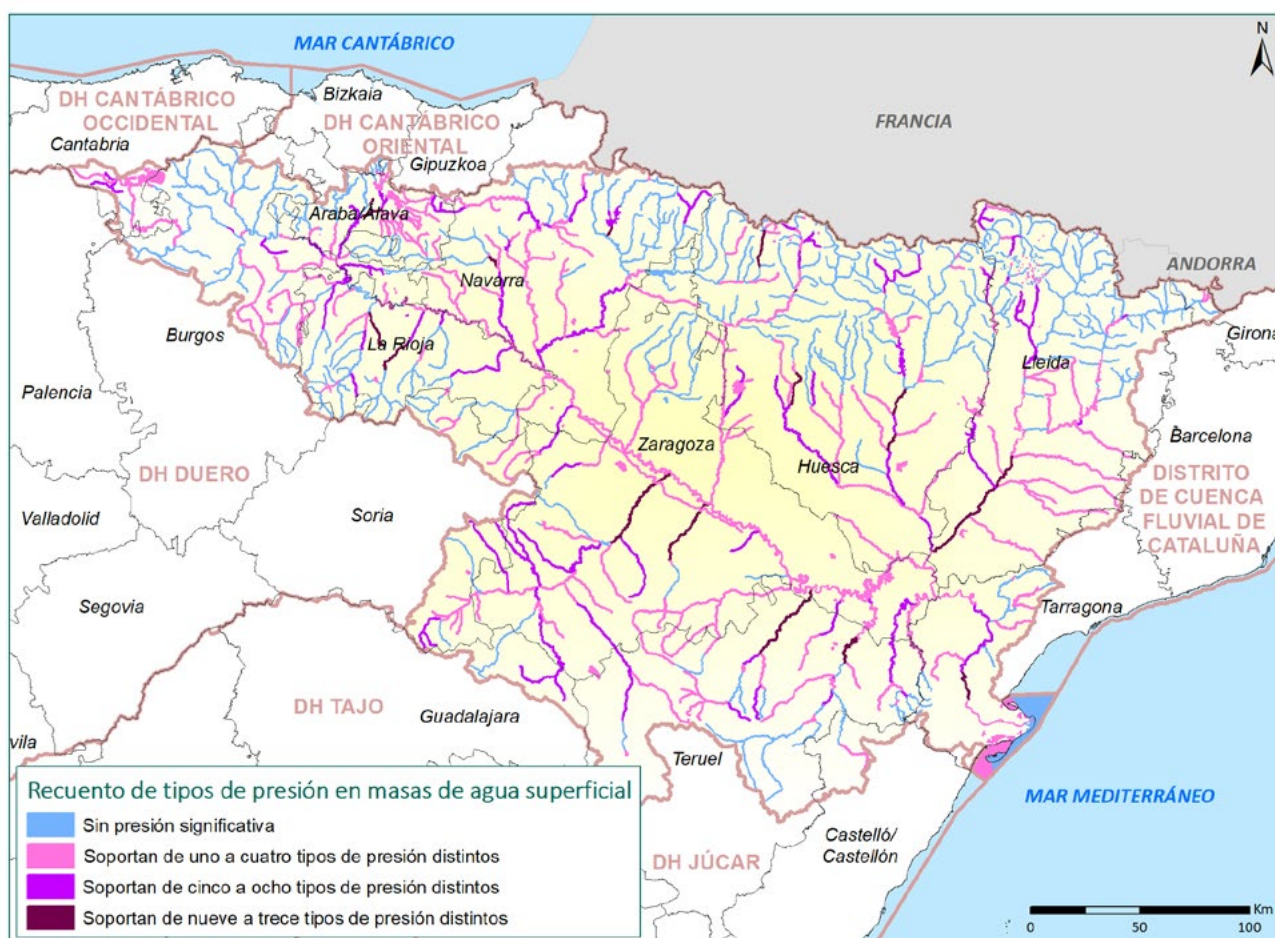 MAR CANTÁBRICO
N
Bizkaia
DH CANTÁBRICO
OCCIDENTAL
DH CANTÁBRICO
ORIENTAL
FRANCIA
Cantabria
Gipuzkoa
Araba/Álava
ANDORRA
Navarra
Burgos
La Rioja
Girona
Lleida
Palencia
Barcelona
Zaragoza
Huesca
DH DUERO
DISTRITO
DE CUENCA
FLUVIAL DE
CATALUÑA
Valladolid
Soria
Segovia
Tarragona
DH TAJO
Guadalajara
vila
Teruel
MAR MEDITERRÁNEO
Castelló/
Castellón
DH JÚCAR
Recuento de tipos de presión en masas de agua superficial
Sin presión significativa
Soportan de uno a cuatro tipos de presión distintos
Soportan de cinco a ocho tipos de presión distintos
Soportan de nueve a trece tipos de presión distintos
Km
0 50 100